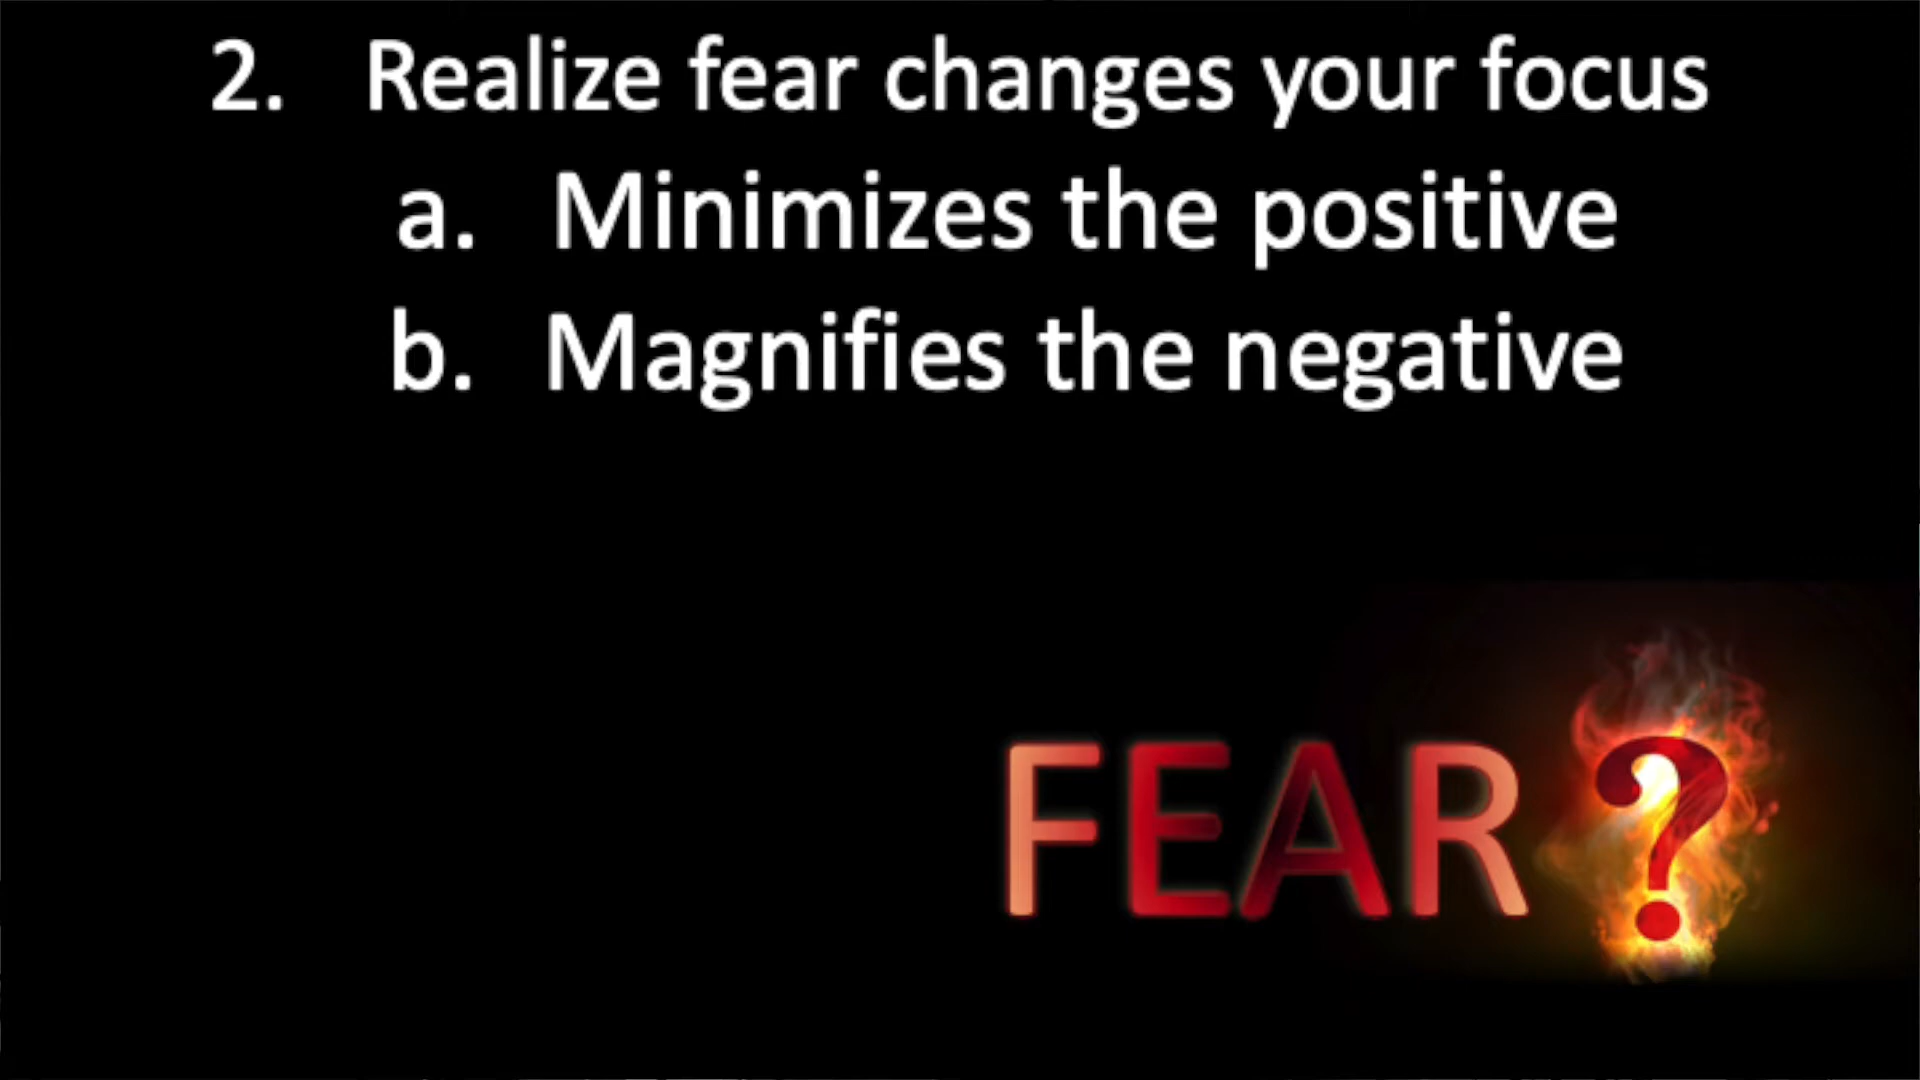 2. Realize fear changes your focus
a. Minimizes the positive
b. Magnifies the negative
FEAR?